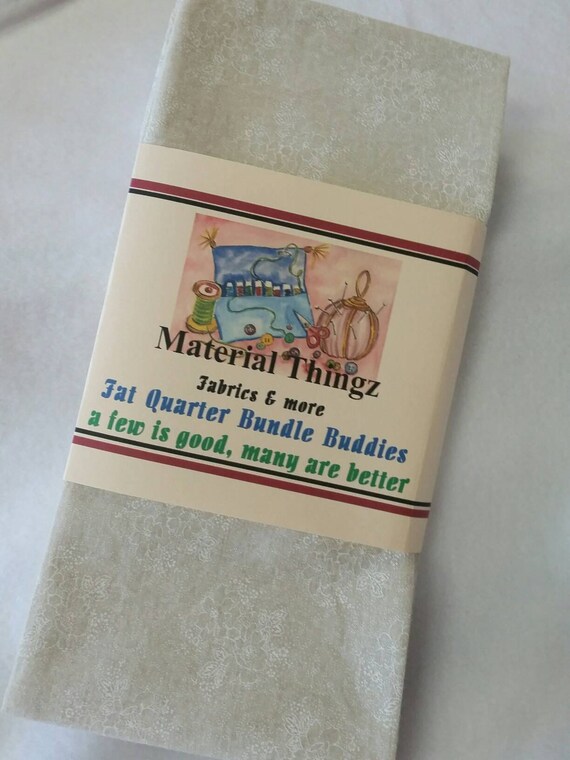 Material Thingz
Fabrics & more
Fat Quarter Bundle Buddies
a few is good, many are better